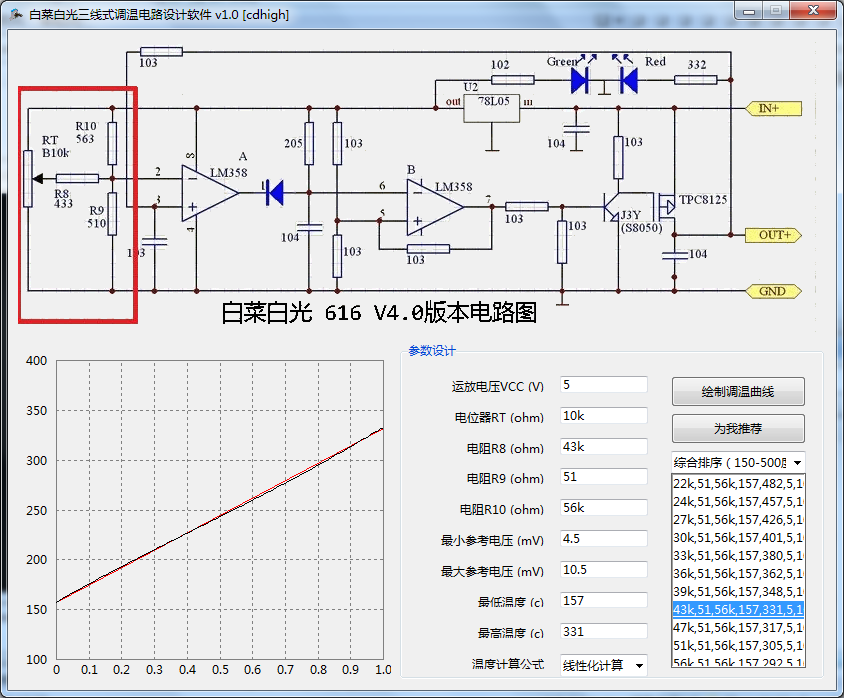 白菜白光三线式调温电路设计软件 v1.0 [cdhigh]
103
102
Green
Red
332
U2
out
78L05
in
IN+
RT
B10k
R10
563
R8
433
R9
510
2
3
8
4
A
LM358
1
103
205
103
104
103
6
5
7
B
LM358
103
103
103
104
103
J3Y
(S8050)
TPC8125
OUT+
104
GND
白菜白光 616 V4.0版本电路图
400
350
300
250
200
150
100
0 0.1 0.2 0.3 0.4 0.5 0.6 0.7 0.8 0.9 1.0
参数设计
运放电压VCC (V) 5
电位器RT (ohm) 10k
电阻R8 (ohm) 43k
电阻R9 (ohm) 51
电阻R10 (ohm) 56k
最小参考电压 (mV) 4.5
最大参考电压 (mV) 10.5
最低温度 (c) 157
最高温度 (c) 331
温度计算公式 线性化计算
绘制调温曲线
为我推荐
综合排序 ( 150-500
22k,51,56k,157,482,5,1
24k,51,56k,157,457,5,1
27k,51,56k,157,426,5,1
30k,51,56k,157,401,5,1
33k,51,56k,157,380,5,1
36k,51,56k,157,362,5,1
39k,51,56k,157,348,5,1
43k,51,56k,157,331,5,1
47k,51,56k,157,317,5,1
51k,51,56k,157,305,5,1
56k,51,56k,157,292,5,1